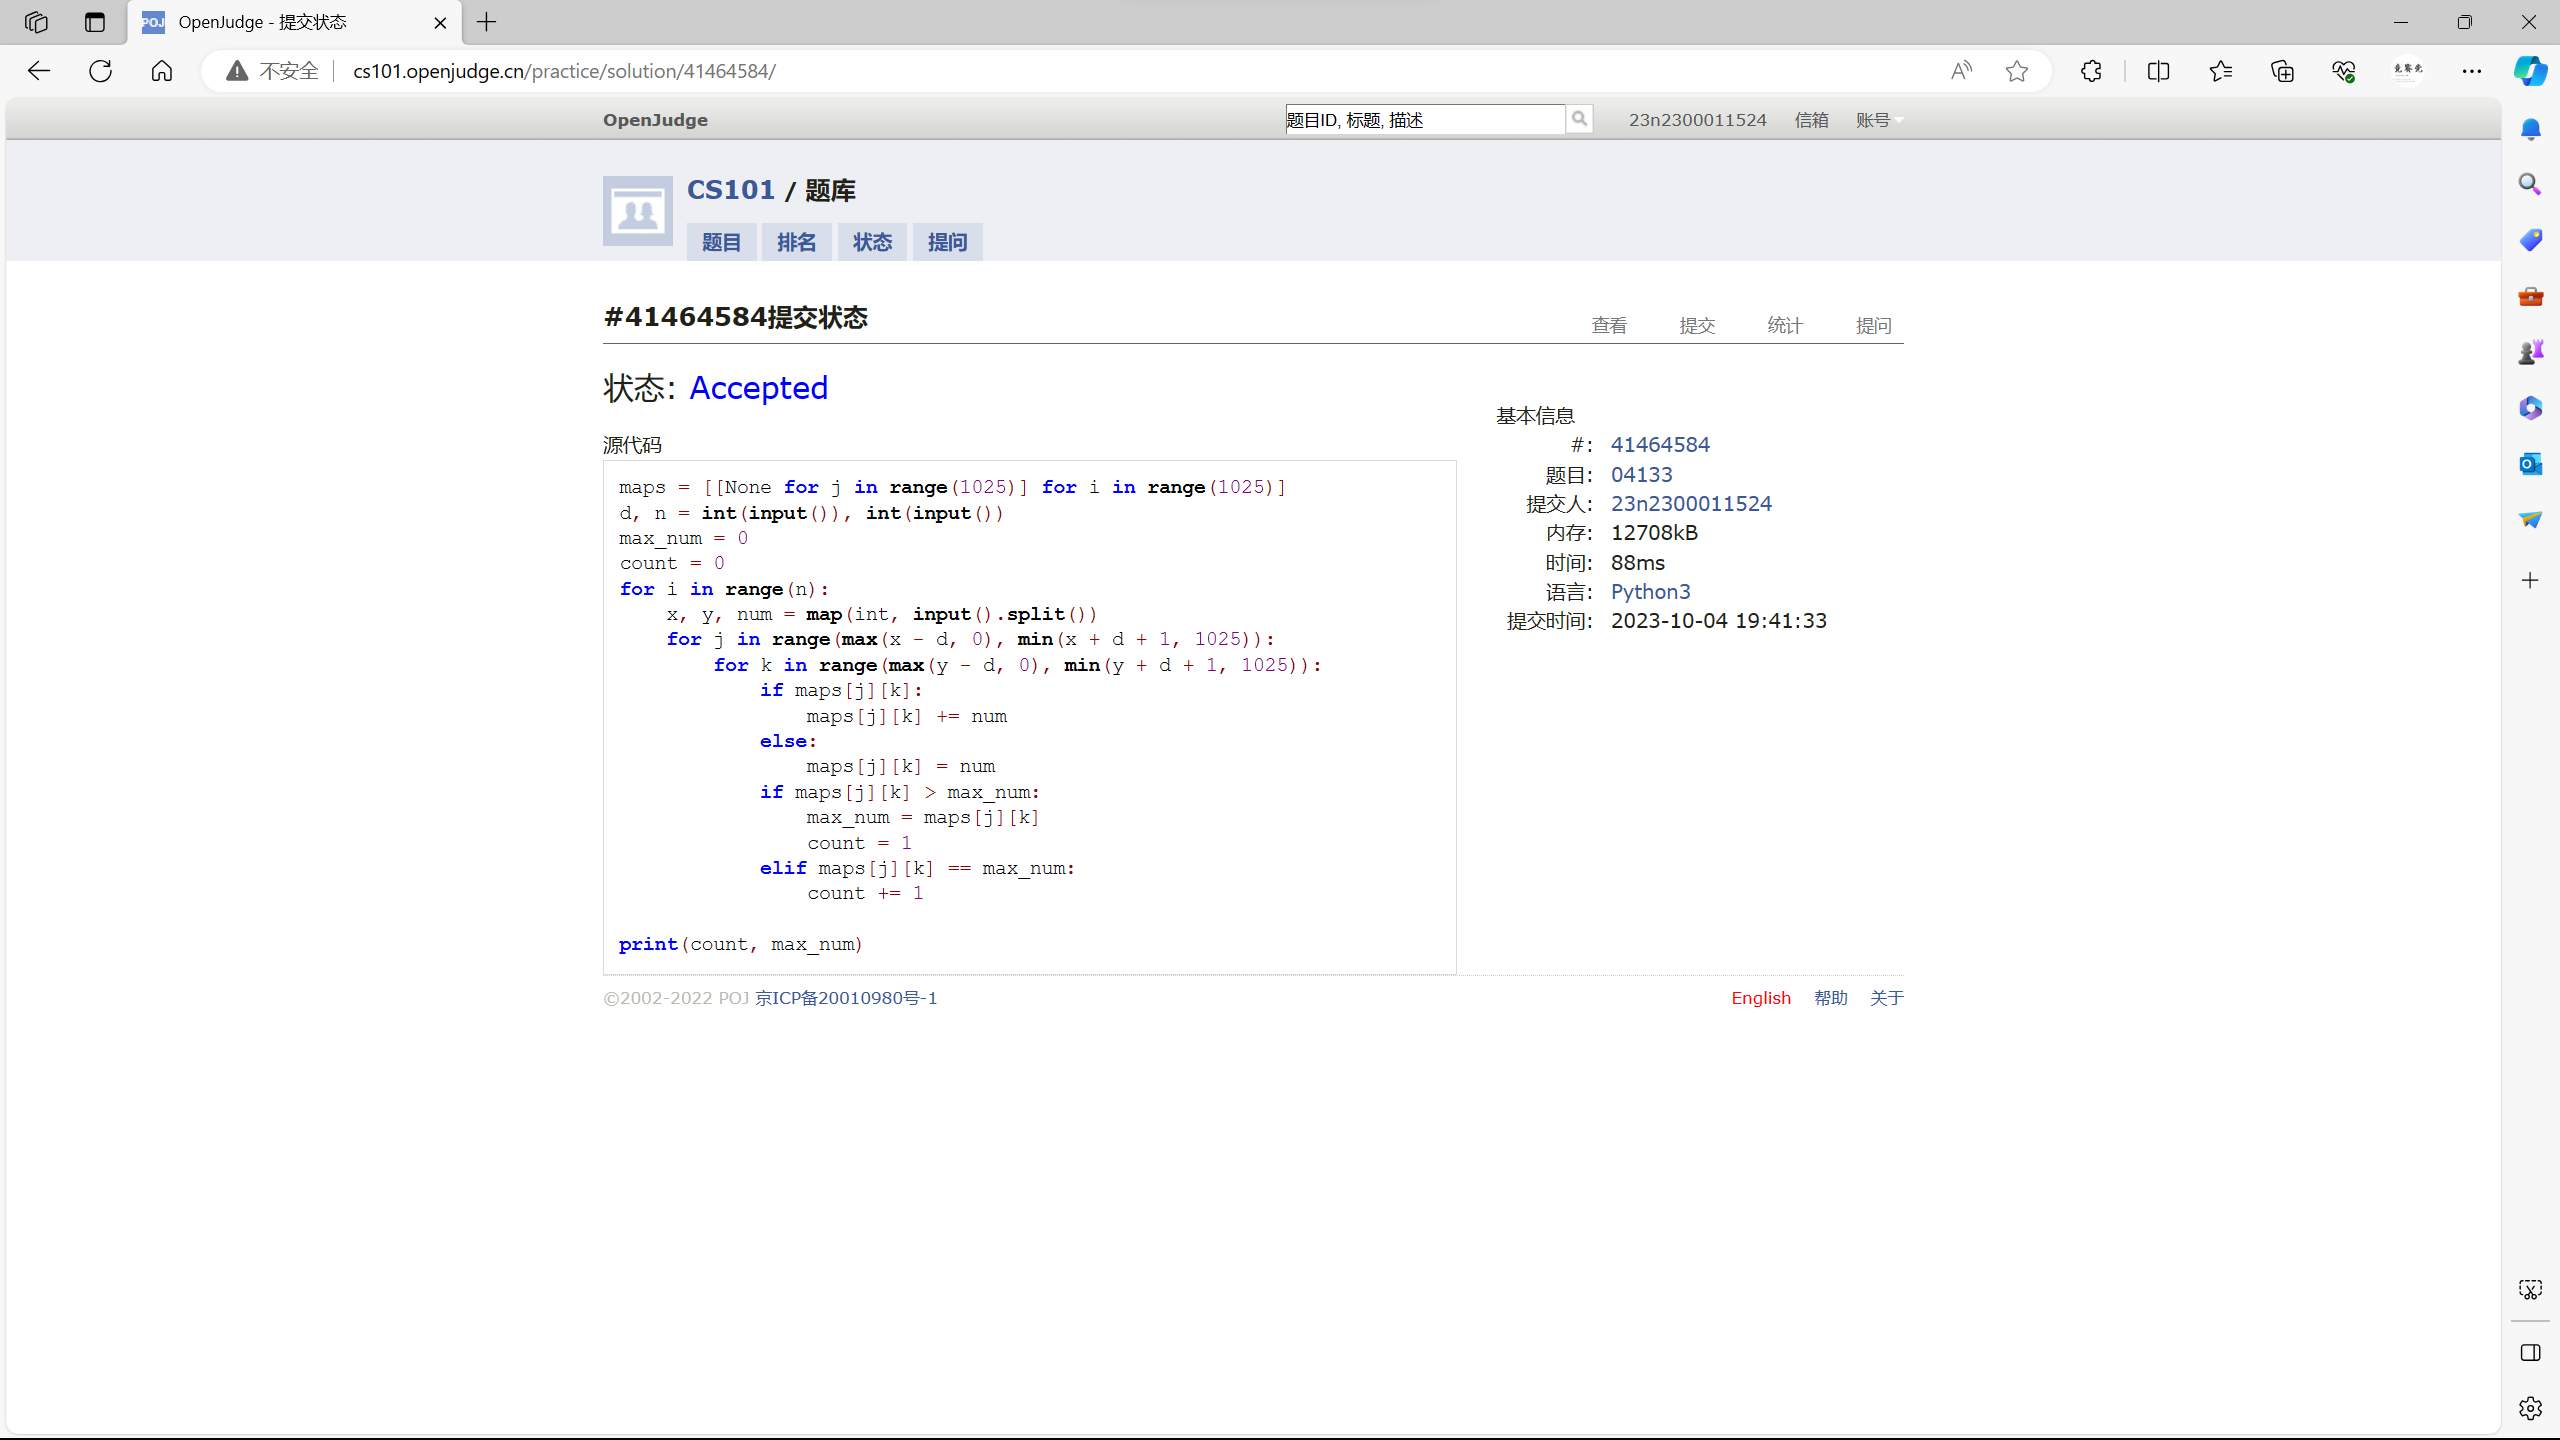 OpenJudge - 提交状态
不安全 cs101.openjudge.cn/practice/solution/41464584/
OpenJudge
题目ID, 标题, 描述
23n2300011524 信箱 账号
CS101 / 题库
题目 排名 状态 提问
#41464584提交状态
查看 提交 统计 提问
状态: Accepted
源代码
maps = [[None for j in range(1025)] for i in range(1025)]
d, n = int(input()), int(input())
max_num = 0
count = 0
for i in range(n):
    x, y, num = map(int, input().split())
    for j in range(max(x - d, 0), min(x + d + 1, 1025)):
        for k in range(max(y - d, 0), min(y + d + 1, 1025)):
            if maps[j][k]:
                maps[j][k] += num
            else:
                maps[j][k] = num
            if maps[j][k] > max_num:
                max_num = maps[j][k]
                count = 1
            elif maps[j][k] == max_num:
                count += 1
print(count, max_num)
基本信息
#: 41464584
题目: 04133
提交人: 23n2300011524
内存: 12708kB
时间: 88ms
语言: Python3
提交时间: 2023-10-04 19:41:33
©2002-2022 POJ 京ICP备20010980号-1
English 帮助 关于